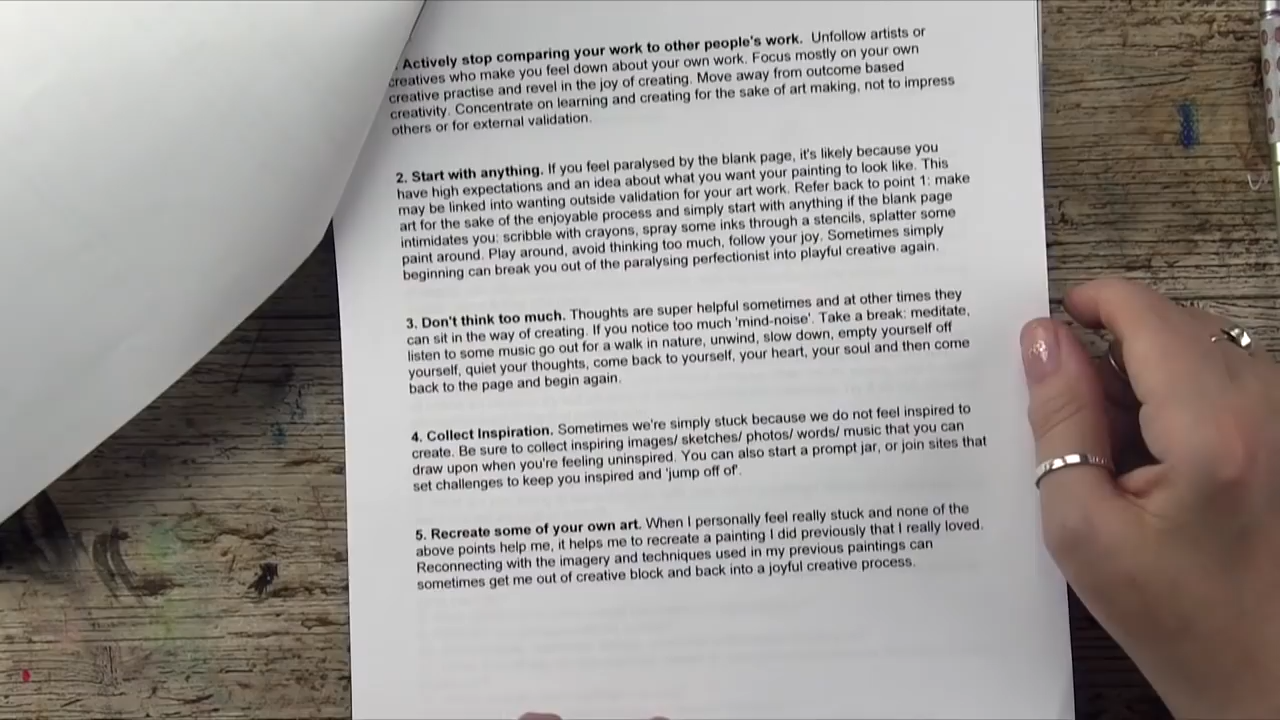 . Actively stop comparing your work to other people's work. Unfollow artists or
creatives who make you feel down about your own work. Focus mostly on your own
creative practise and revel in the joy of creating. Move away from outcome based
creativity. Concentrate on learning and creating for the sake of art making, not to impress
others or for external validation.
2. Start with anything. If you feel paralysed by the blank page, it's likely because you
have high expectations and an idea about what you want your painting to look like. This
may be linked into wanting outside validation for your art work. Refer back to point 1: make
art for the sake of the enjoyable process and simply start with anything if the blank page
intimidates you: scribble with crayons, spray some inks through a stencils, splatter some
paint around. Play around, avoid thinking too much, follow your joy. Sometimes simply
beginning can break you out of the paralysing perfectionist into playful creative again.
3. Don't think too much. Thoughts are super helpful sometimes and at other times they
can sit in the way of creating. If you notice too much 'mind-noise'. Take a break: meditate,
listen to some music go out for a walk in nature, unwind, slow down, empty yourself off
yourself, quiet your thoughts, come back to yourself, your heart, your soul and then come
back to the page and begin again.
4. Collect Inspiration. Sometimes we're simply stuck because we do not feel inspired to
create. Be sure to collect inspiring images/ sketches/ photos/ words/ music that you can
draw upon when you're feeling uninspired. You can also start a prompt jar, or join sites that
set challenges to keep you inspired and 'jump off of'.
5. Recreate some of your own art. When I personally feel really stuck and none of the
above points help me, it helps me to recreate a painting I did previously that I really loved.
Reconnecting with the imagery and techniques used in my previous paintings can
sometimes get me out of creative block and back into a joyful creative process.